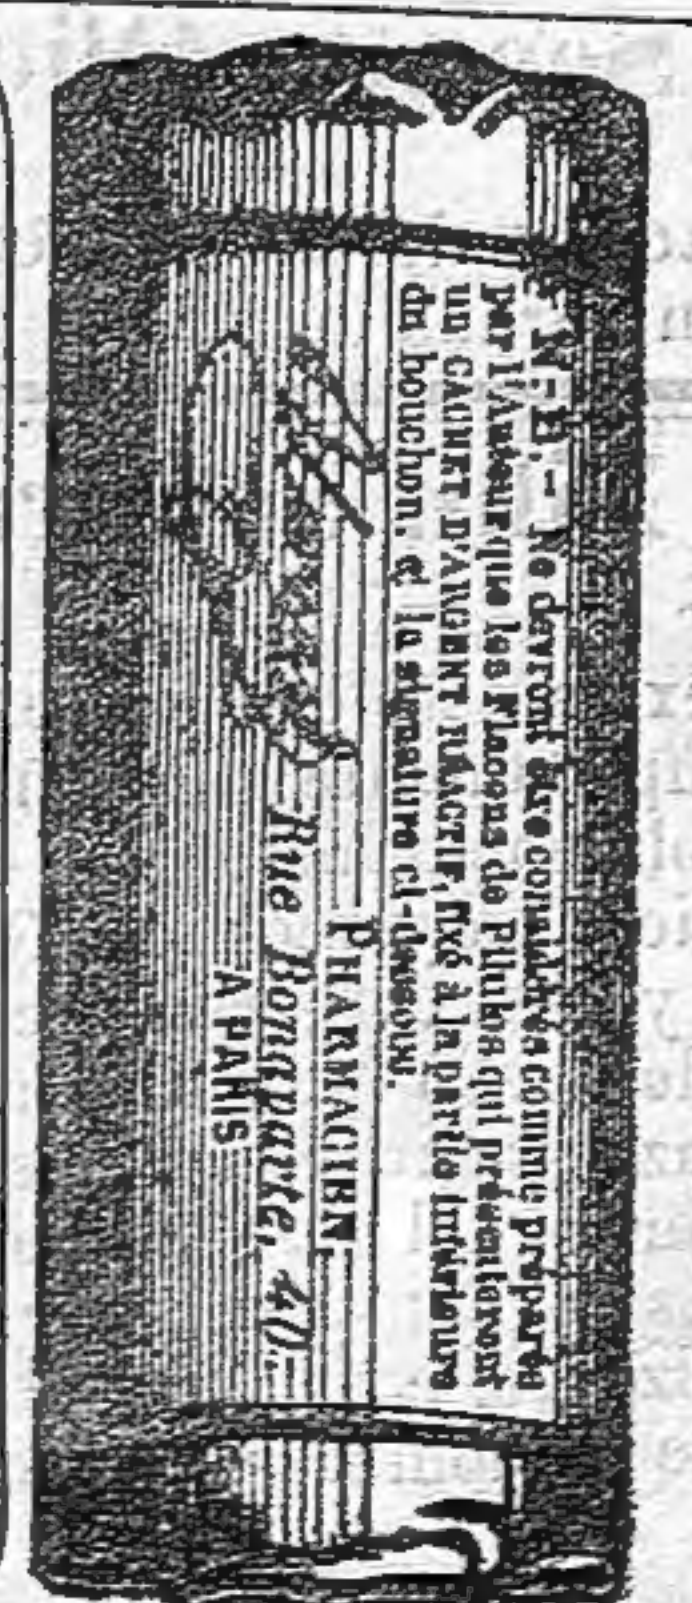 N.-B. - Ne devront être considérés comme préparés
par l'Auteur que les Flacons de Pilules qui présenteront
un CACHET D'ARGENT RÉACTIF, fixé à la partie inférieure
du bouchon, et la signature ci-dessous.
PHARMACIEN,
Rue Bonaparte, 40.
A PARIS